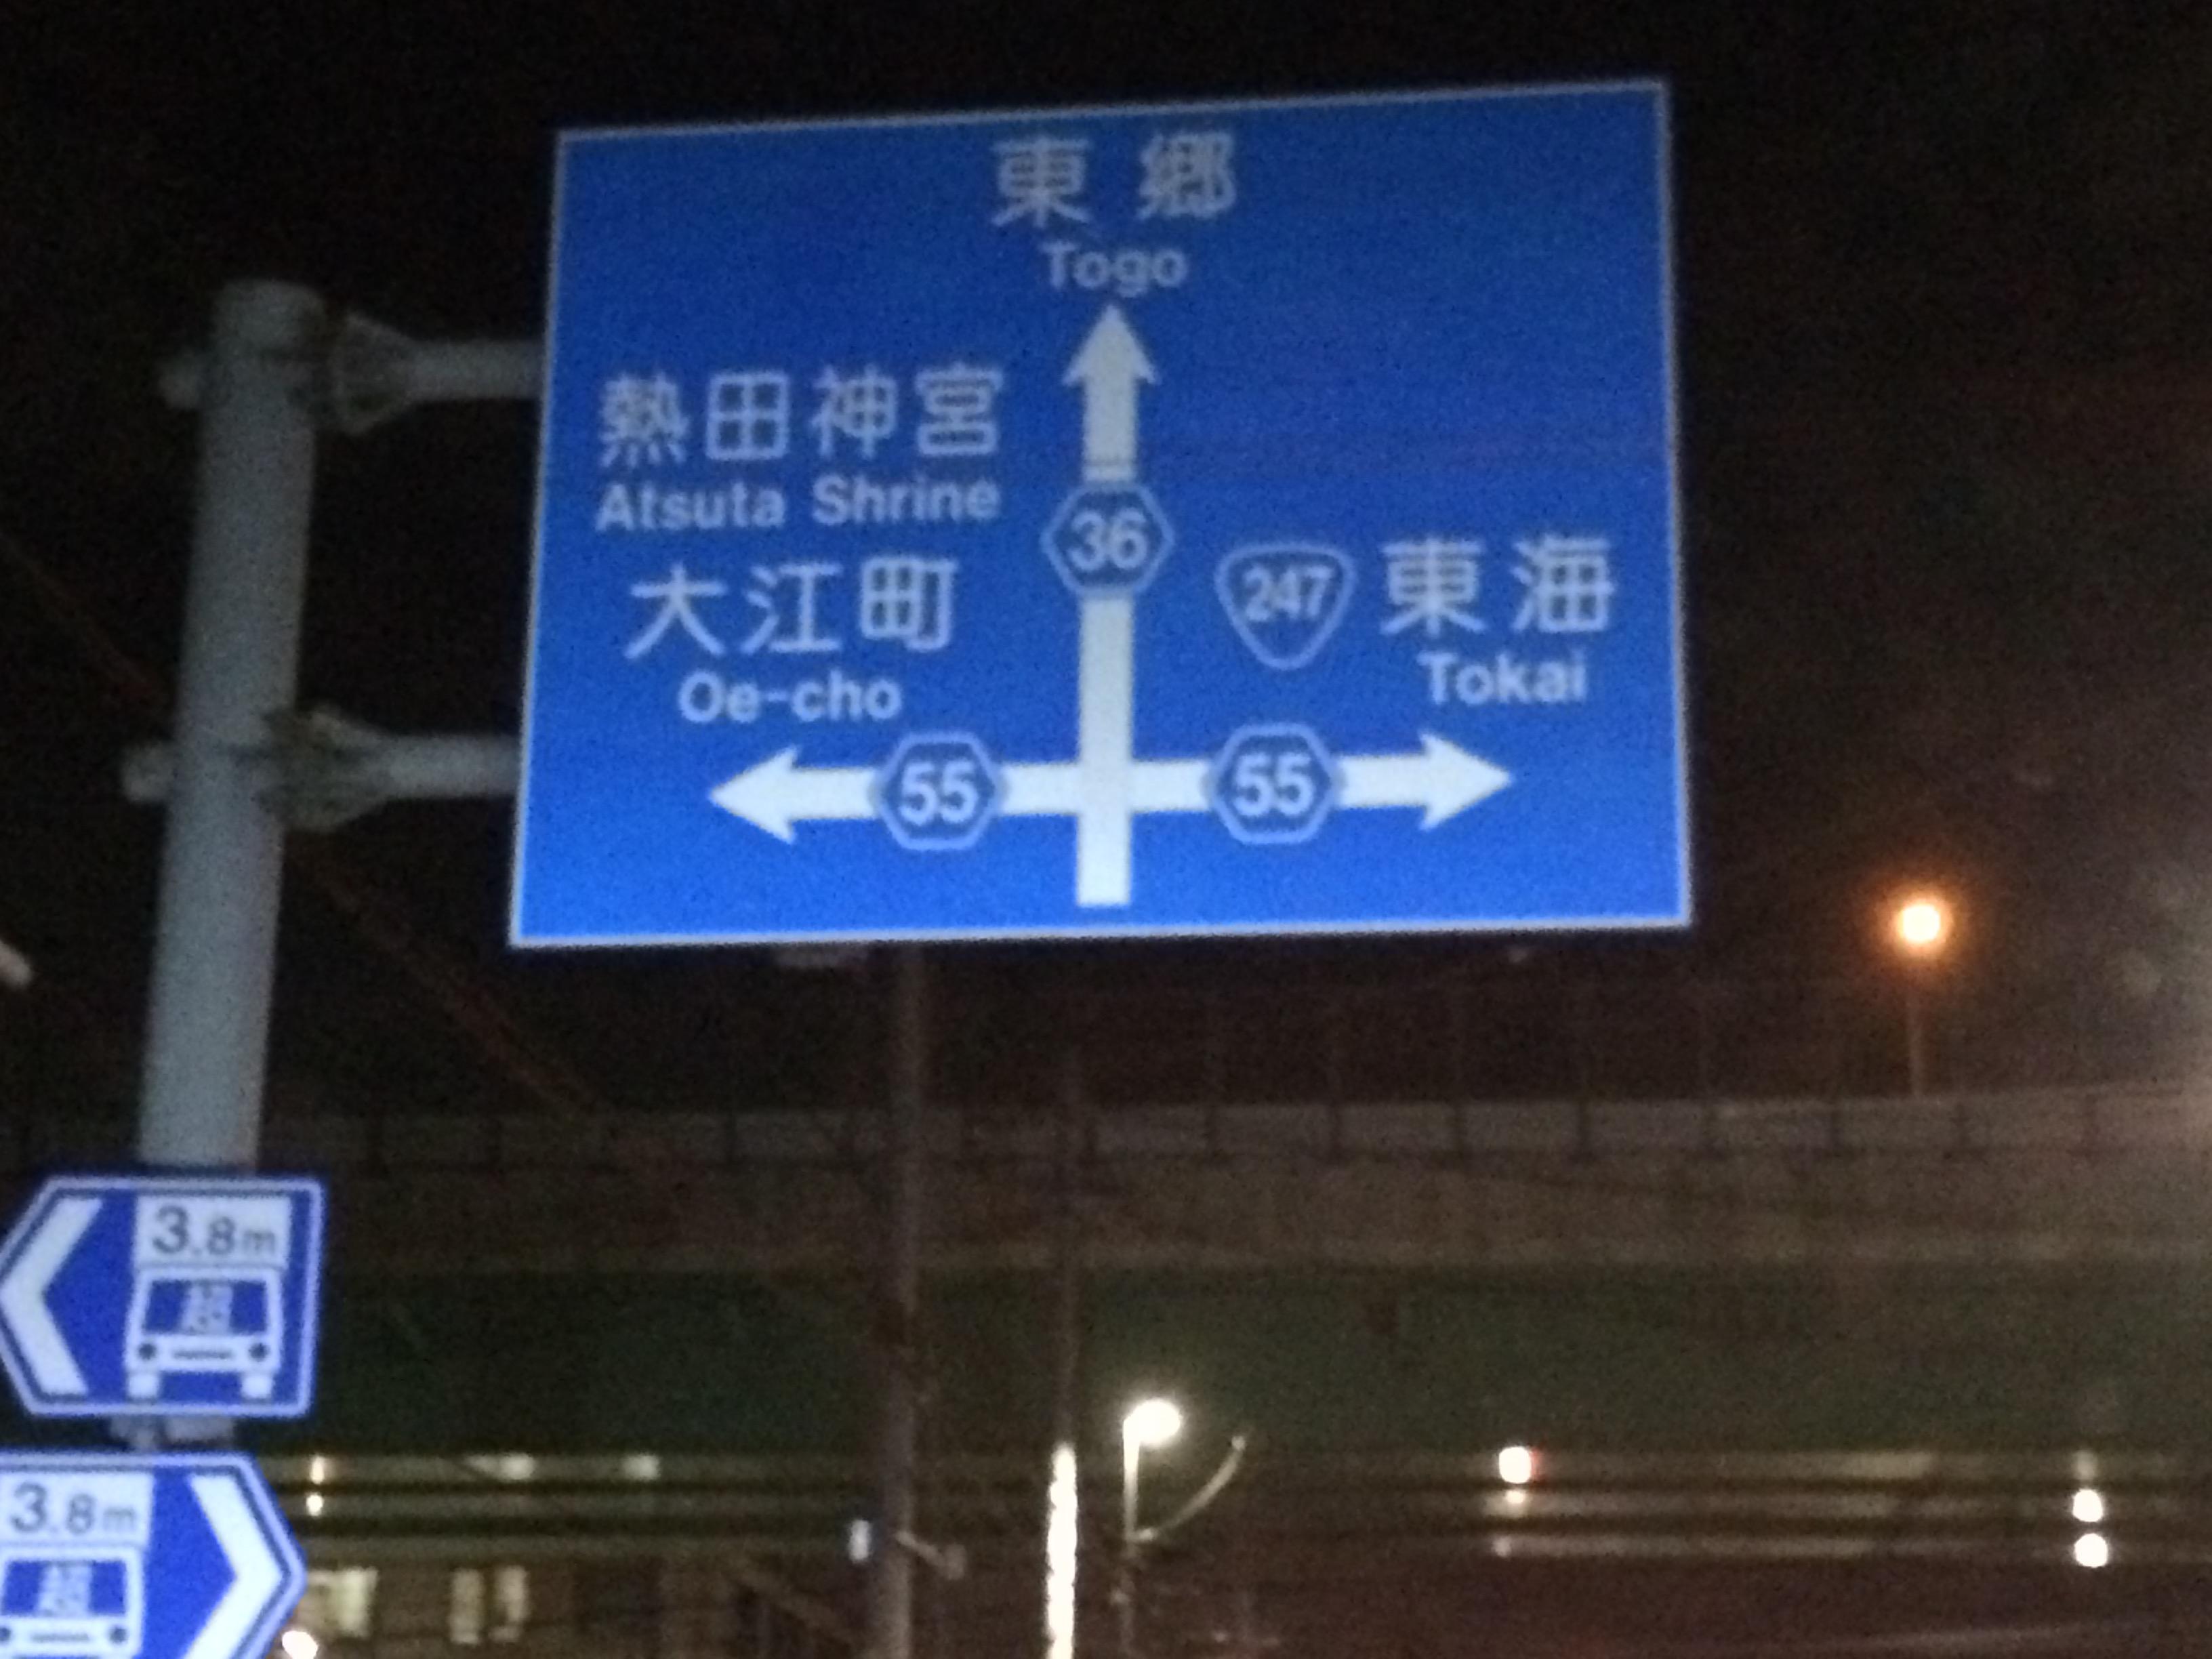 東郷
Togo
熱田神宮
Atsuta Shrine
36
大江町
Oe-cho
247 東海
Tokai
55
55
3.8m
超
3.8m
超